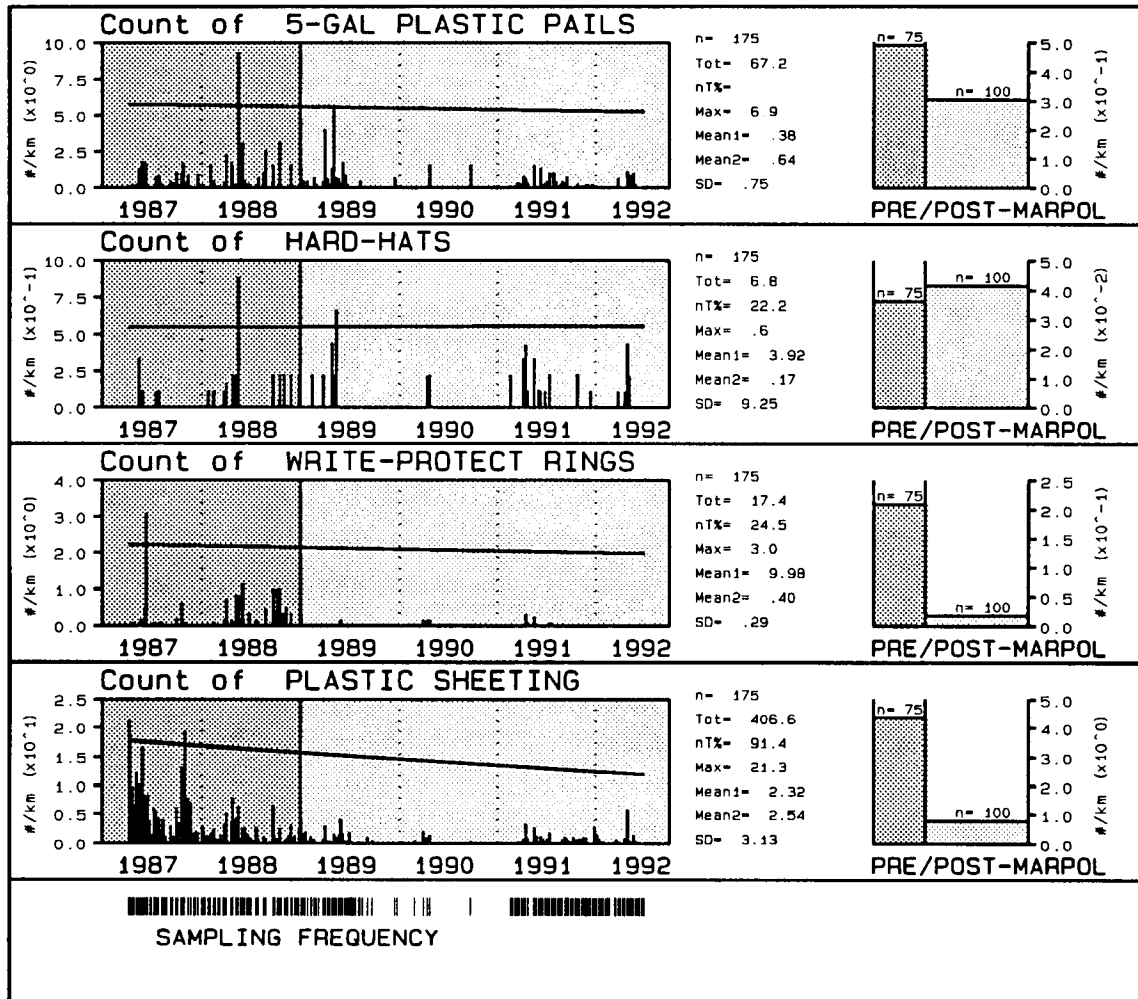 Count of 5-GAL PLASTIC PAILS
10.0
7.5
5.0
2.5
0.0
#/km (x10^0)
1987 1988 1989 1990 1991 1992
n= 175
Tot= 67.2
nT%=
Max= 6.9
Mean1= .38
Mean2= .64
SD= .75
n= 75
n= 100
5.0
4.0
3.0
2.0
1.0
0.0
#/km (x10^-1)
PRE/POST-MARPOL
Count of HARD-HATS
10.0
7.5
5.0
2.5
0.0
#/km (x10^-1)
1987 1988 1989 1990 1991 1992
n= 175
Tot= 6.8
nT%= 22.2
Max= .6
Mean1= 3.92
Mean2= .17
SD= 9.25
n= 75
n= 100
5.0
4.0
3.0
2.0
1.0
0.0
#/km (x10^-2)
PRE/POST-MARPOL
Count of WRITE-PROTECT RINGS
4.0
3.0
2.0
1.0
0.0
#/km (x10^0)
1987 1988 1989 1990 1991 1992
n= 175
Tot= 17.4
nT%= 24.5
Max= 3.0
Mean1= 9.98
Mean2= .40
SD= .29
n= 75
n= 100
2.5
2.0
1.5
1.0
0.5
0.0
#/km (x10^-1)
PRE/POST-MARPOL
Count of PLASTIC SHEETING
2.5
2.0
1.5
1.0
0.5
0.0
#/km (x10^1)
1987 1988 1989 1990 1991 1992
n= 175
Tot= 406.6
nT%= 91.4
Max= 21.3
Mean1= 2.32
Mean2= 2.54
SD= 3.13
n= 75
n= 100
5.0
4.0
3.0
2.0
1.0
0.0
#/km (x10^0)
PRE/POST-MARPOL
SAMPLING FREQUENCY